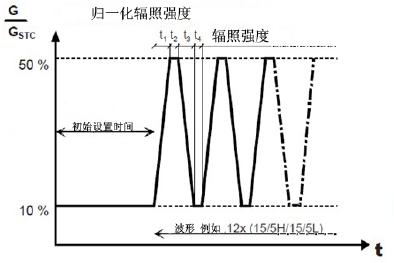 G 归一化辐照强度
G_STC
t₁ t₂ t₃ t₄ 辐照强度
50 %
初始设置时间
10 %
波形 例如 12x (15/5H/15/5L)
t